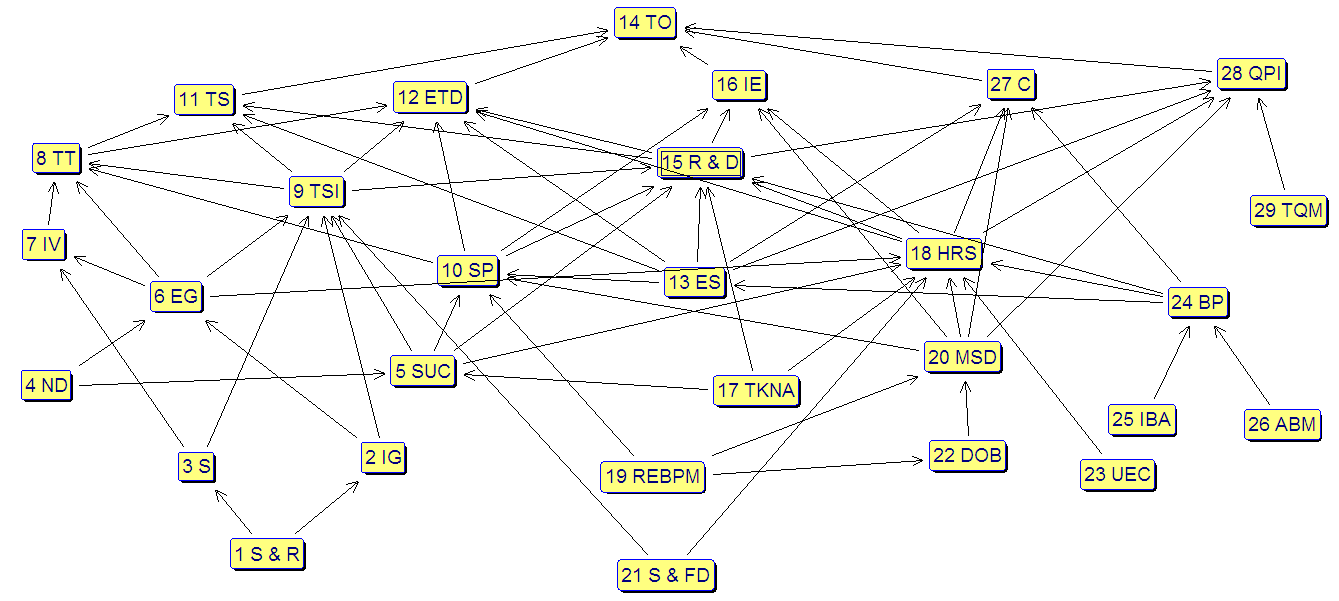 14 TO
16 IE
27 C
28 QPI
11 TS
12 ETD
8 TT
15 R & D
9 TSI
29 TQM
7 IV
18 HRS
10 SP
13 ES
6 EG
24 BP
20 MSD
5 SUC
4 ND
17 TKNA
25 IBA
26 ABM
2 IG
22 DOB
3 S
19 REBPM
23 UEC
1 S & R
21 S & FD